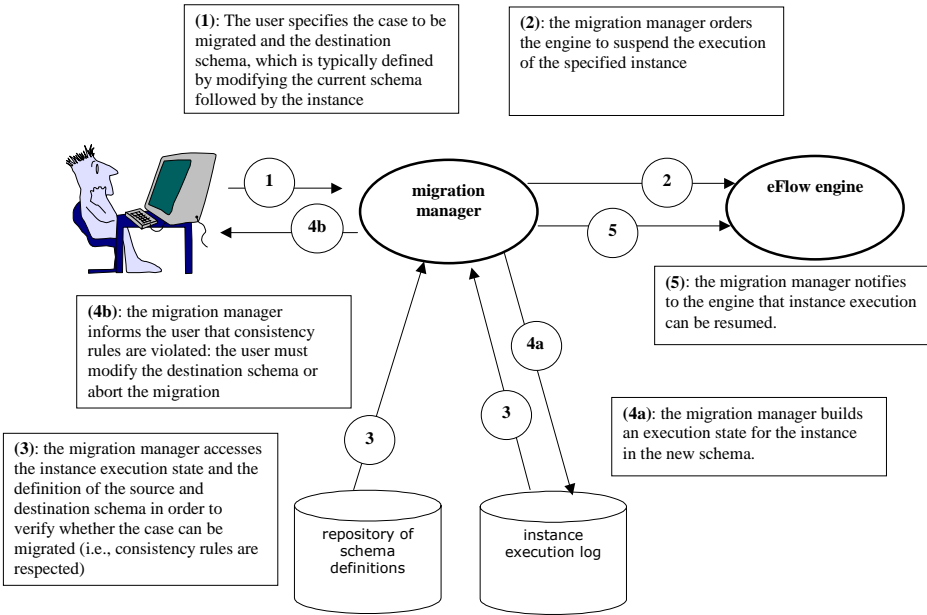 (1): The user specifies the case to be
migrated and the destination
schema, which is typically defined
by modifying the current schema
followed by the instance
(2): the migration manager orders
the engine to suspend the execution
of the specified instance
1
migration
manager
2
eFlow engine
4b
5
(5): the migration manager notifies
to the engine that instance execution
can be resumed.
(4b): the migration manager
informs the user that consistency
rules are violated: the user must
modify the destination schema or
abort the migration
4a
3
3
(4a): the migration manager builds
an execution state for the instance
in the new schema.
(3): the migration manager accesses
the instance execution state and the
definition of the source and
destination schema in order to
verify whether the case can be
migrated (i.e., consistency rules are
respected)
repository of
schema
definitions
instance
execution log